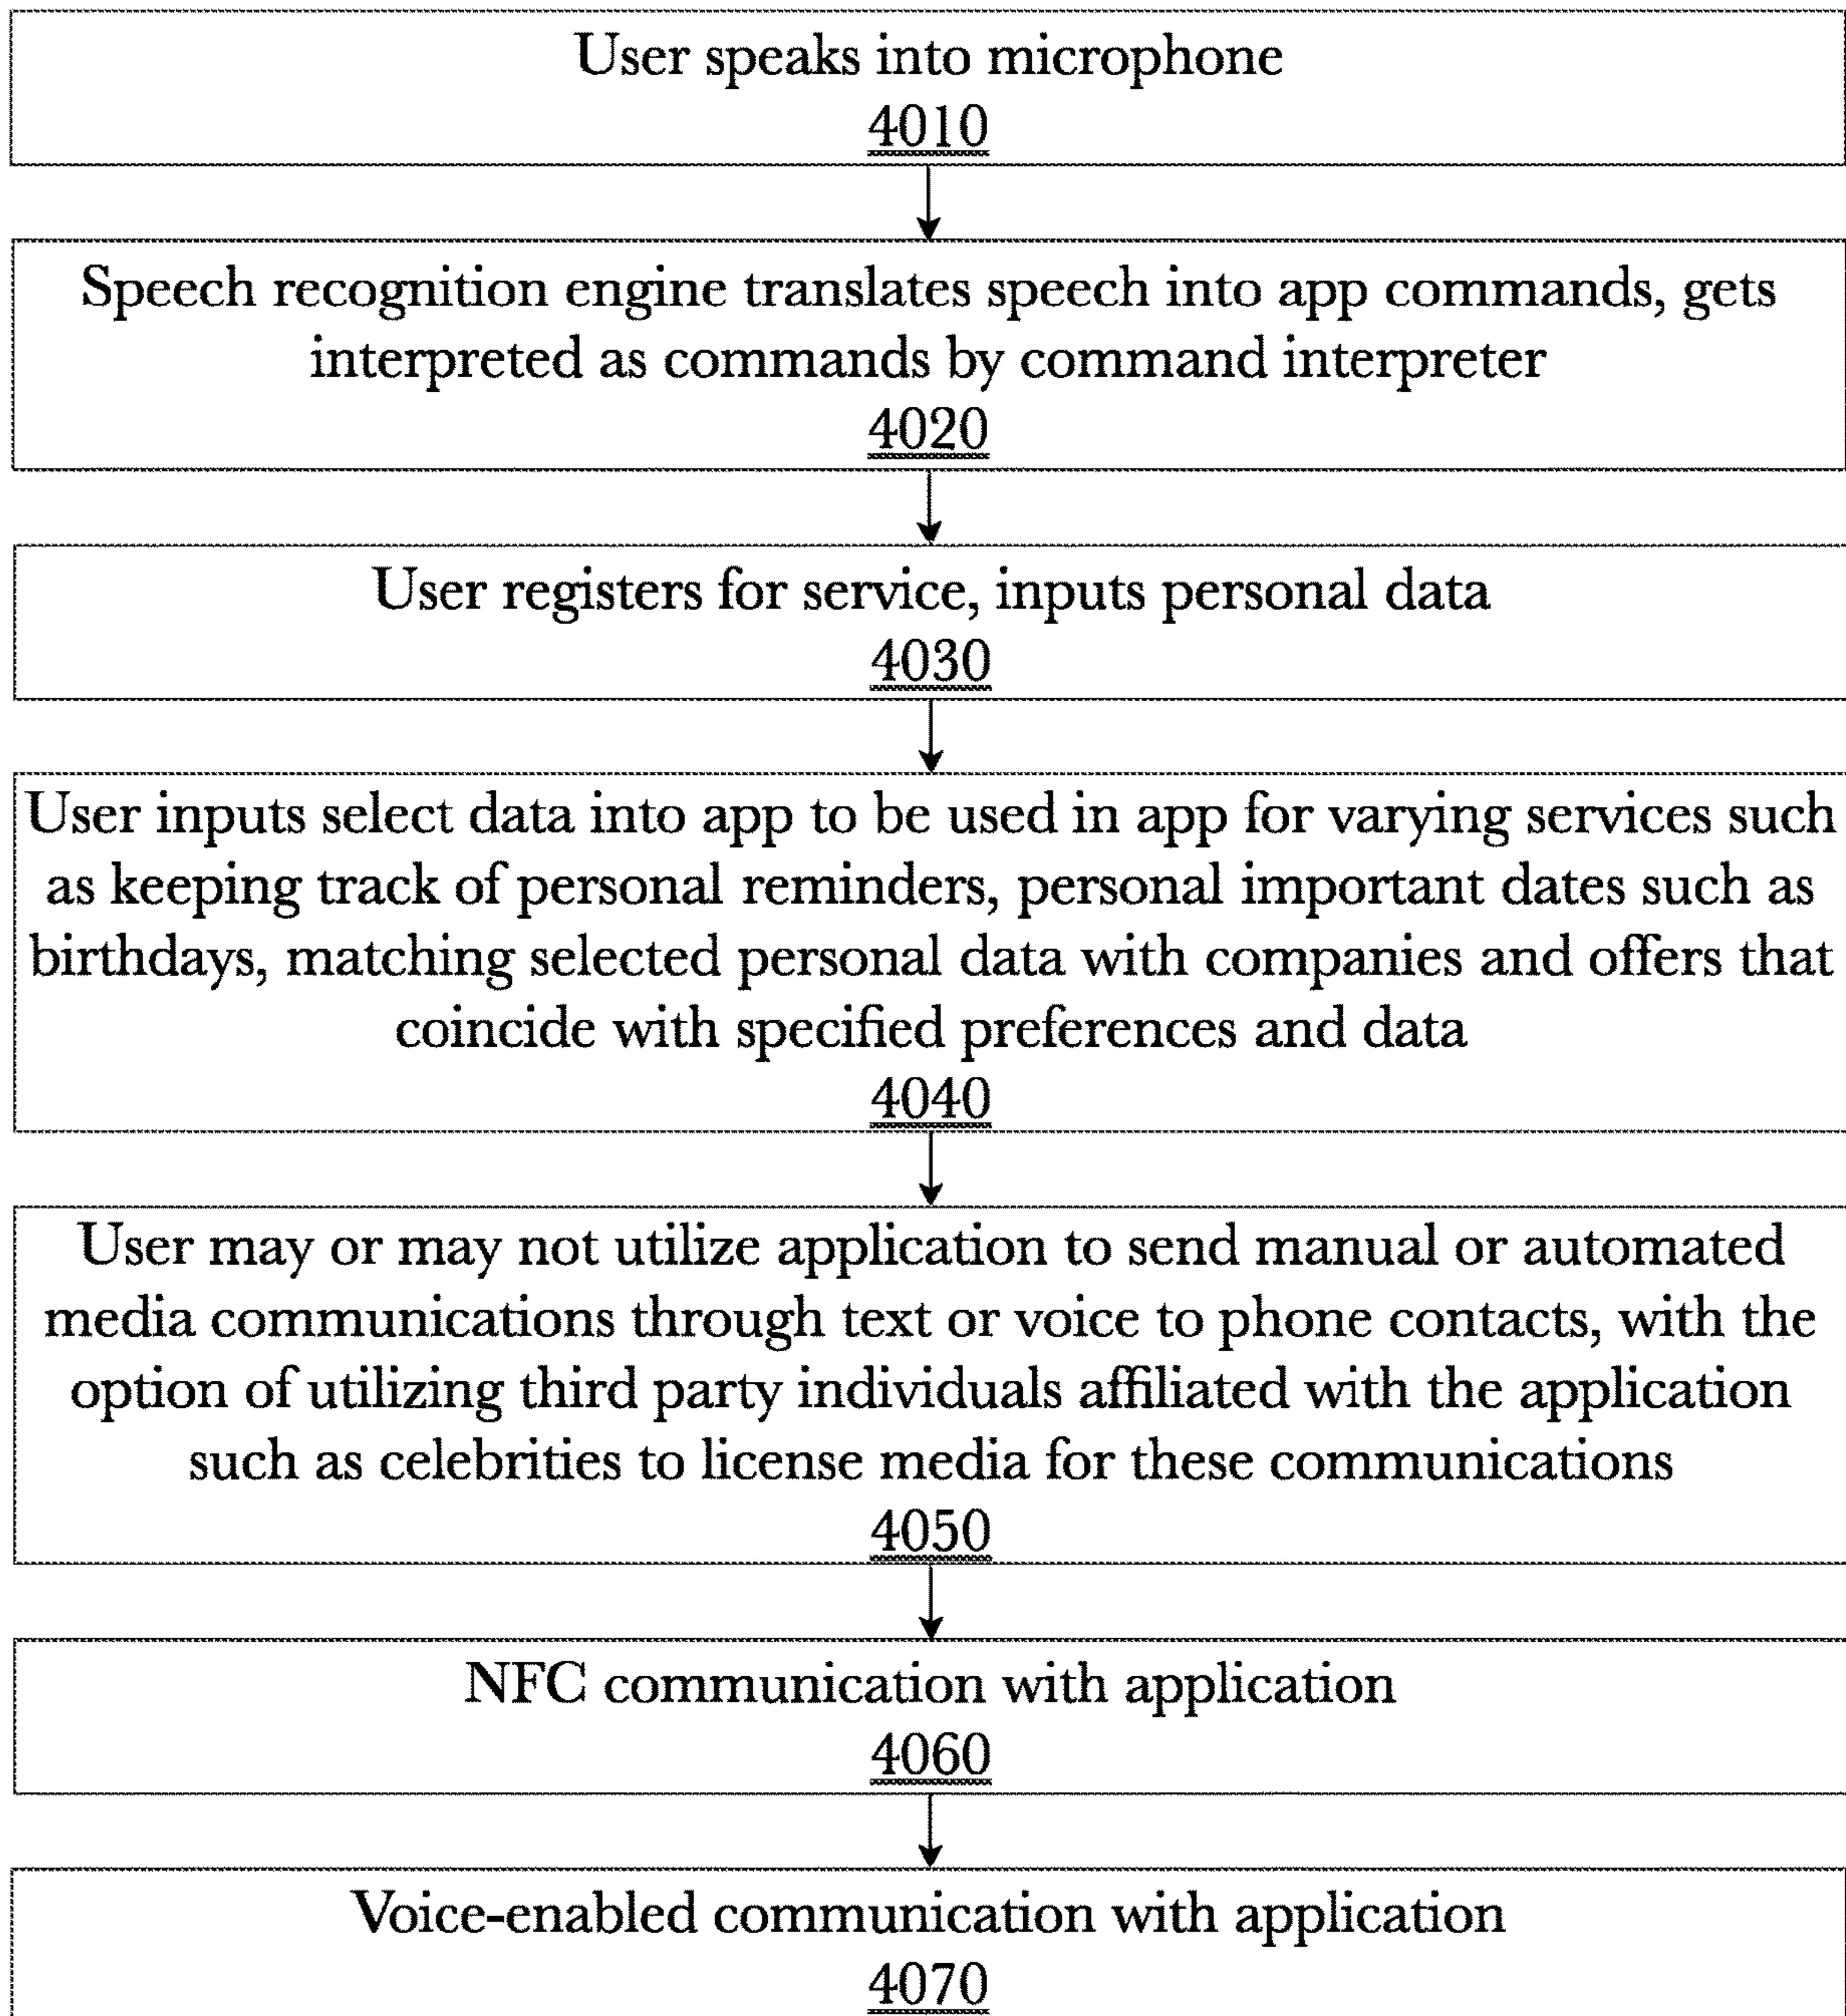 User speaks into microphone
4010
Speech recognition engine translates speech into app commands, gets
interpreted as commands by command interpreter
4020
User registers for service, inputs personal data
4030
User inputs select data into app to be used in app for varying services such
as keeping track of personal reminders, personal important dates such as
birthdays, matching selected personal data with companies and offers that
coincide with specified preferences and data
4040
User may or may not utilize application to send manual or automated
media communications through text or voice to phone contacts, with the
option of utilizing third party individuals affiliated with the application
such as celebrities to license media for these communications
4050
NFC communication with application
4060
Voice-enabled communication with application
4070